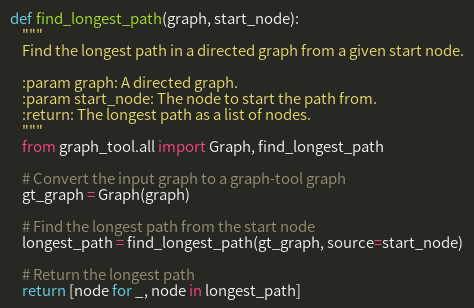 def find_longest_path(graph, start_node):
"""
Find the longest path in a directed graph from a given start node.
:param graph: A directed graph.
:param start_node: The node to start the path from.
:return: The longest path as a list of nodes.
"""
from graph_tool.all import Graph, find_longest_path
# Convert the input graph to a graph-tool graph
gt_graph = Graph(graph)
# Find the longest path from the start node
longest_path = find_longest_path(gt_graph, source=start_node)
# Return the longest path
return [node for _, node in longest_path]